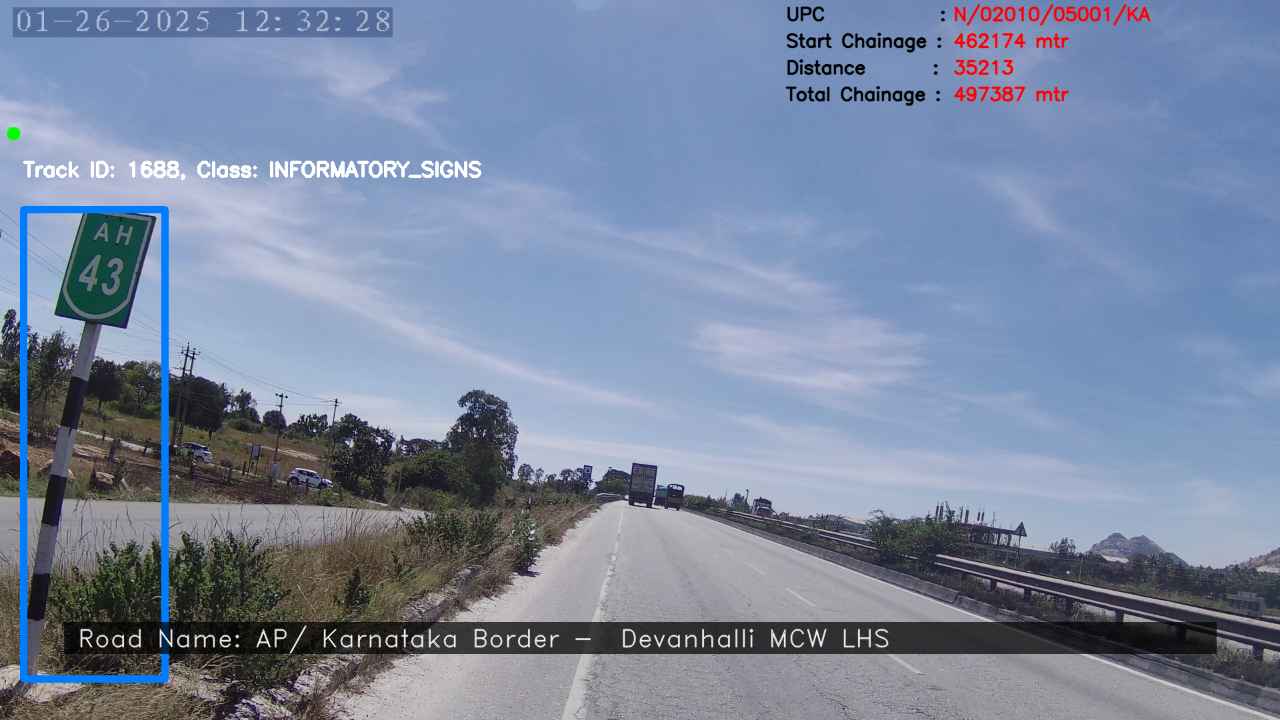 01-26-2025 12:32:28
UPC : N/02010/05001/KA
Start Chainage : 462174 mtr
Distance : 35213
Total Chainage : 497387 mtr
Track ID: 1688, Class: INFORMATORY_SIGNS
AH
43
Road Name: AP/ Karnataka Border - Devanhalli MCW LHS